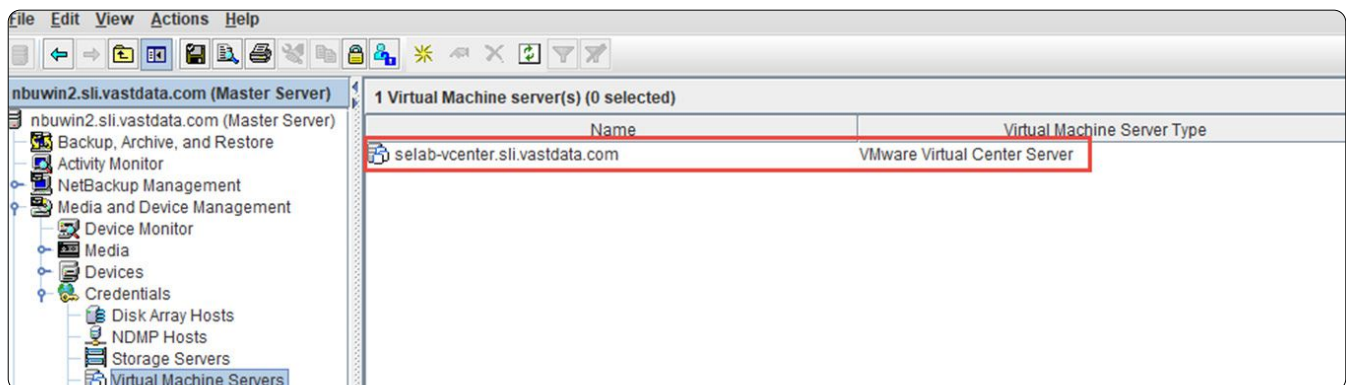 File Edit View Actions Help
nbuwin2.sli.vastdata.com (Master Server)
1 Virtual Machine server(s) (0 selected)
nbuwin2.sli.vastdata.com (Master Server)
Backup, Archive, and Restore
Activity Monitor
NetBackup Management
Media and Device Management
Device Monitor
Media
Devices
Credentials
Disk Array Hosts
NDMP Hosts
Storage Servers
Virtual Machine Servers
Name Virtual Machine Server Type
selab-vcenter.sli.vastdata.com VMware Virtual Center Server